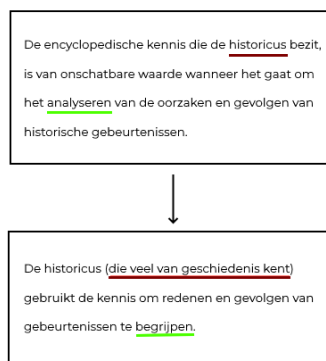 De encyclopedische kennis die de historicus bezit,
is van onschatbare waarde wanneer het gaat om
het analyseren van de oorzaken en gevolgen van
historische gebeurtenissen.
De historicus (die veel van geschiedenis kent)
gebruikt de kennis om redenen en gevolgen van
gebeurtenissen te begrijpen.